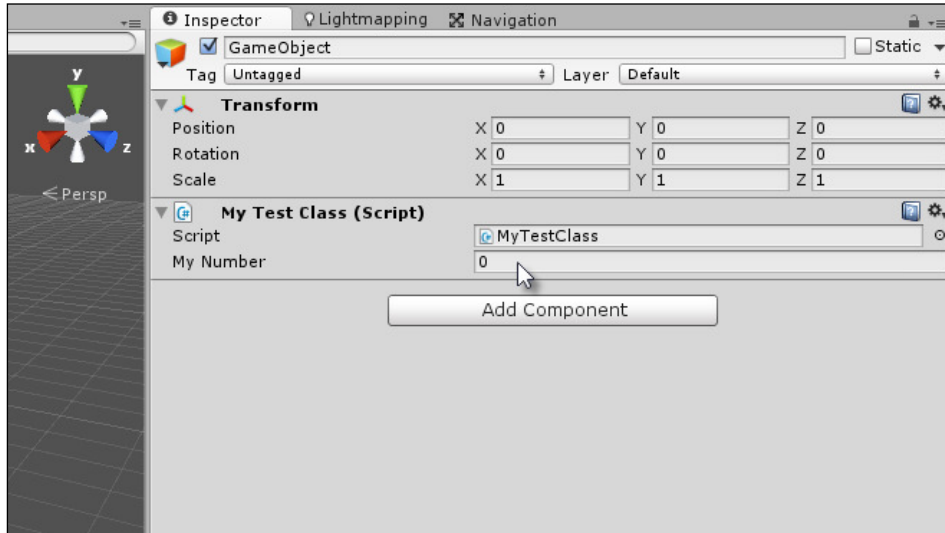 Inspector Lightmapping Navigation
GameObject Static
Tag Untagged Layer Default
y
x z
Persp
Transform
Position X 0 Y 0 Z 0
Rotation X 0 Y 0 Z 0
Scale X 1 Y 1 Z 1
My Test Class (Script)
Script MyTestClass
My Number 0
Add Component